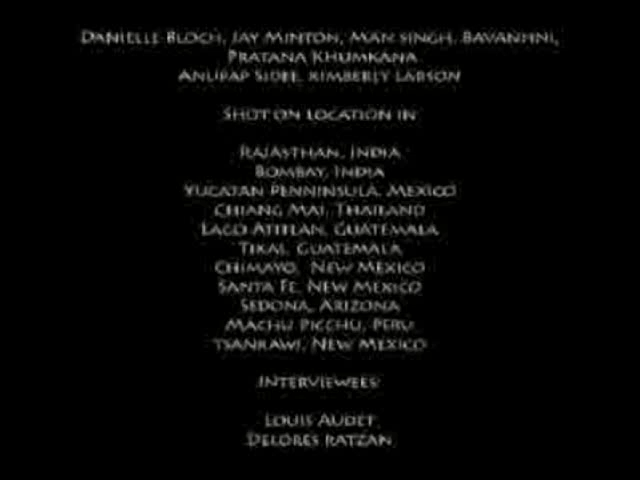 Danielle Bloch, Jay Minton, Man Singh, Bavanhni,
Pratana Khumkana
Anupap Sidee, Kimberly Larson
Shot on location in
Rajasthan, India
Bombay, India
Yucatan Penninsula, Mexico
Chiang Mai, Thailand
Lago Atitlan, Guatemala
Tikal, Guatemala
Chimayo, New Mexico
Santa Fe, New Mexico
Sedona, Arizona
Machu Picchu, Peru
Tsankawi, New Mexico
Interviewees
Louis Audet
Delores Ratzan